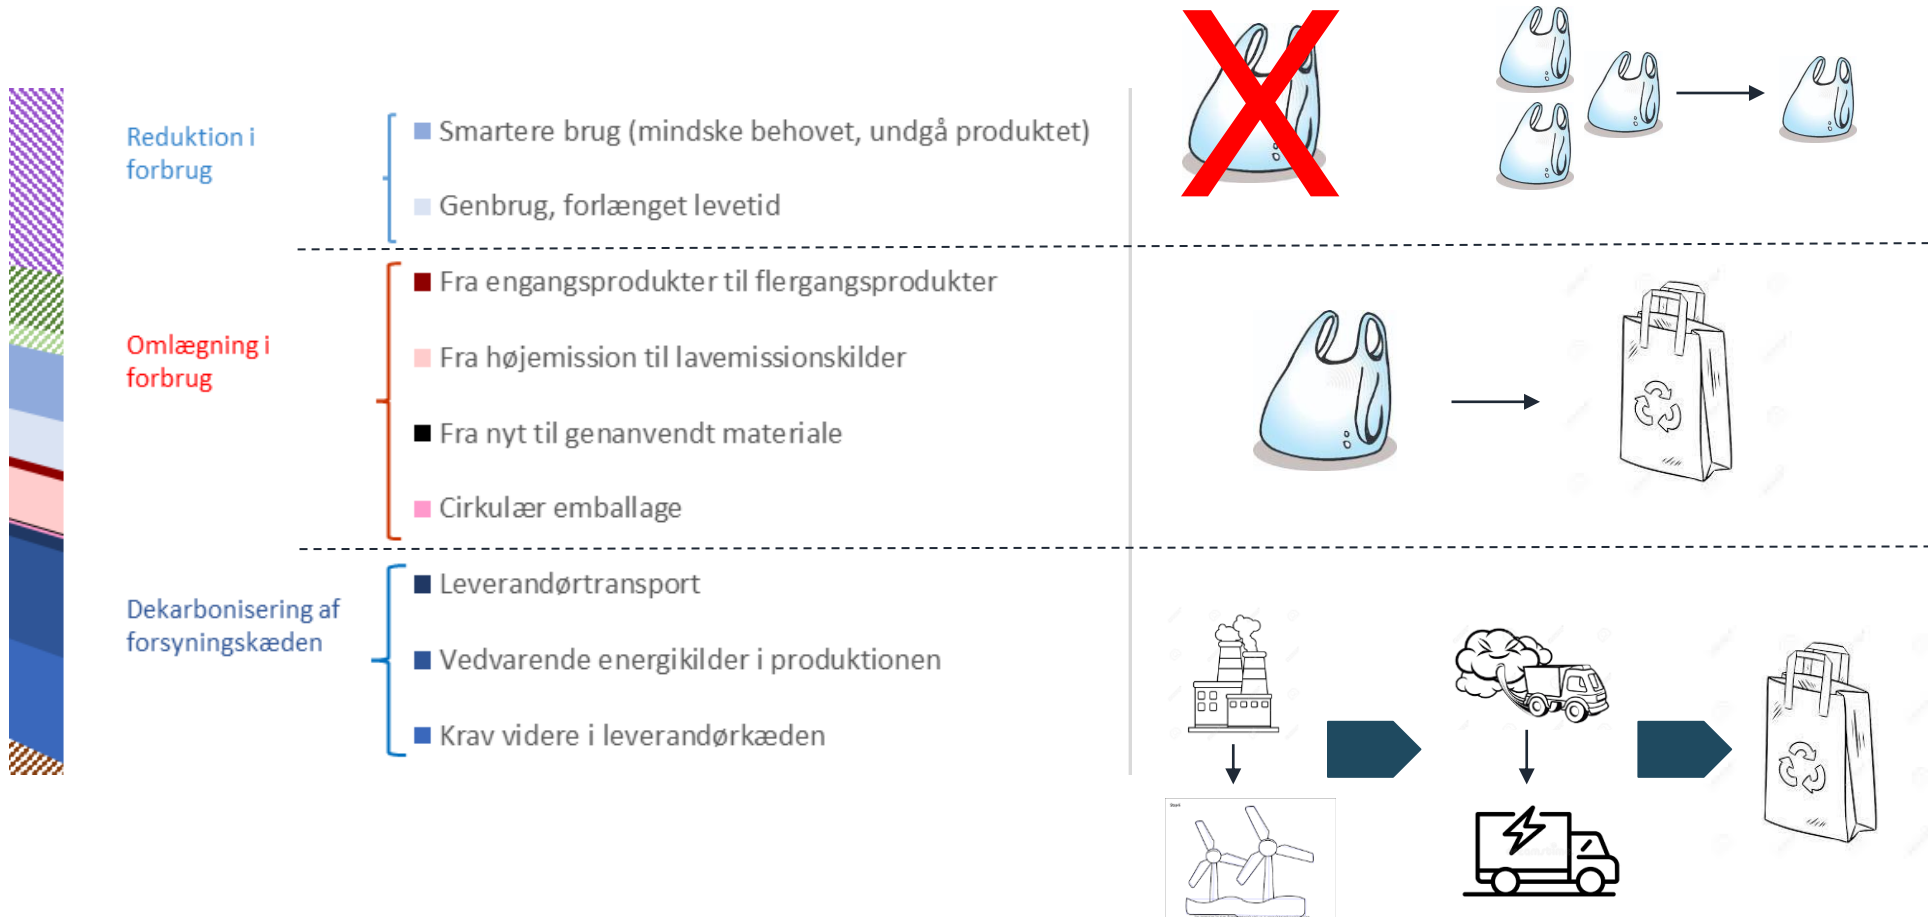 Reduktion i
forbrug
Smartere brug (mindske behovet, undgå produktet)
Genbrug, forlænget levetid
Omlægning i
forbrug
Fra engangsprodukter til flergangsprodukter
Fra højemission til lavemissionskilder
Fra nyt til genanvendt materiale
Cirkulær emballage
Dekarbonisering af
forsyningskæden
Leverandørtransport
Vedvarende energikilder i produktionen
Krav videre i leverandørkæden